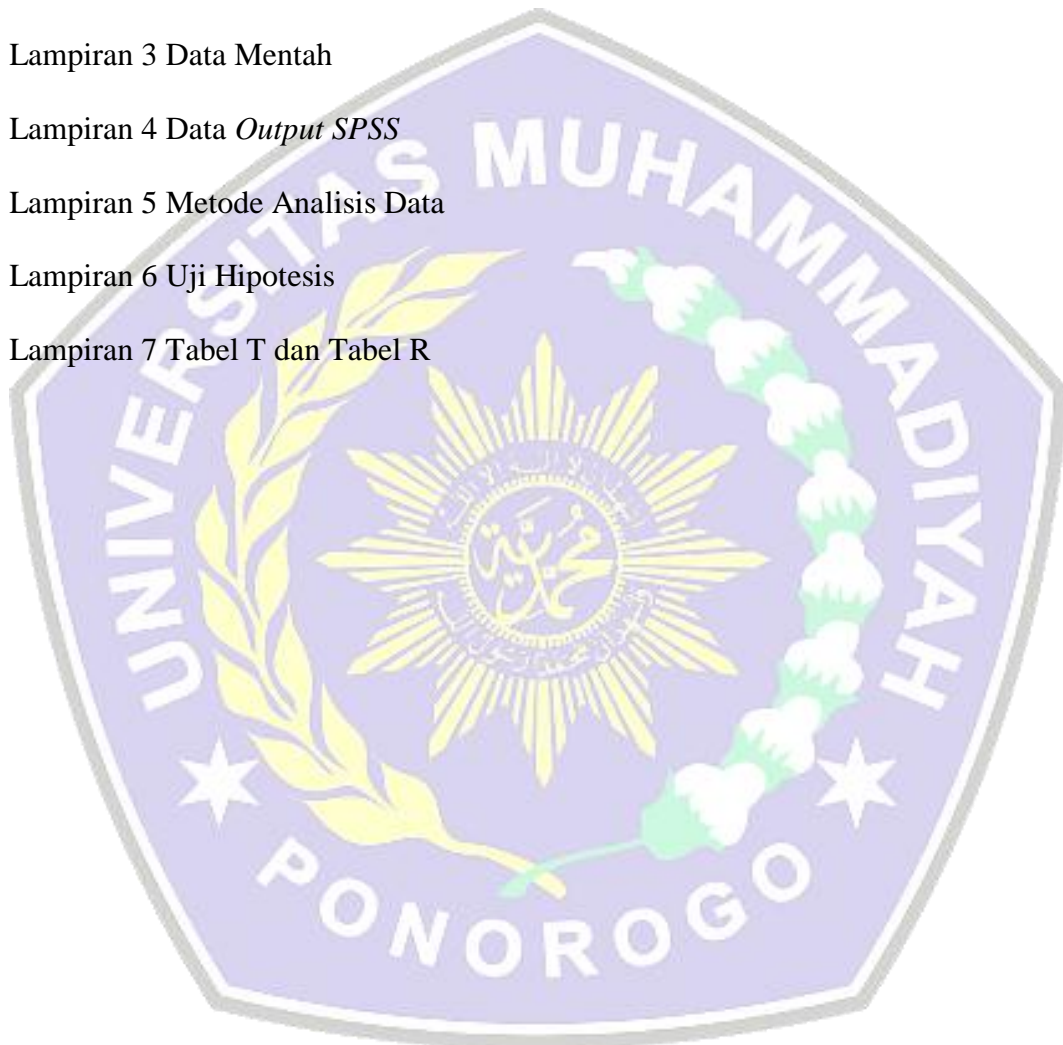 Lampiran 3 Data Mentah
Lampiran 4 Data Output SPSS
Lampiran 5 Metode Analisis Data
Lampiran 6 Uji Hipotesis
Lampiran 7 Tabel T dan Tabel R
UNIVERSITAS MUHAMMADIYAH
محمدية
PONOROGO